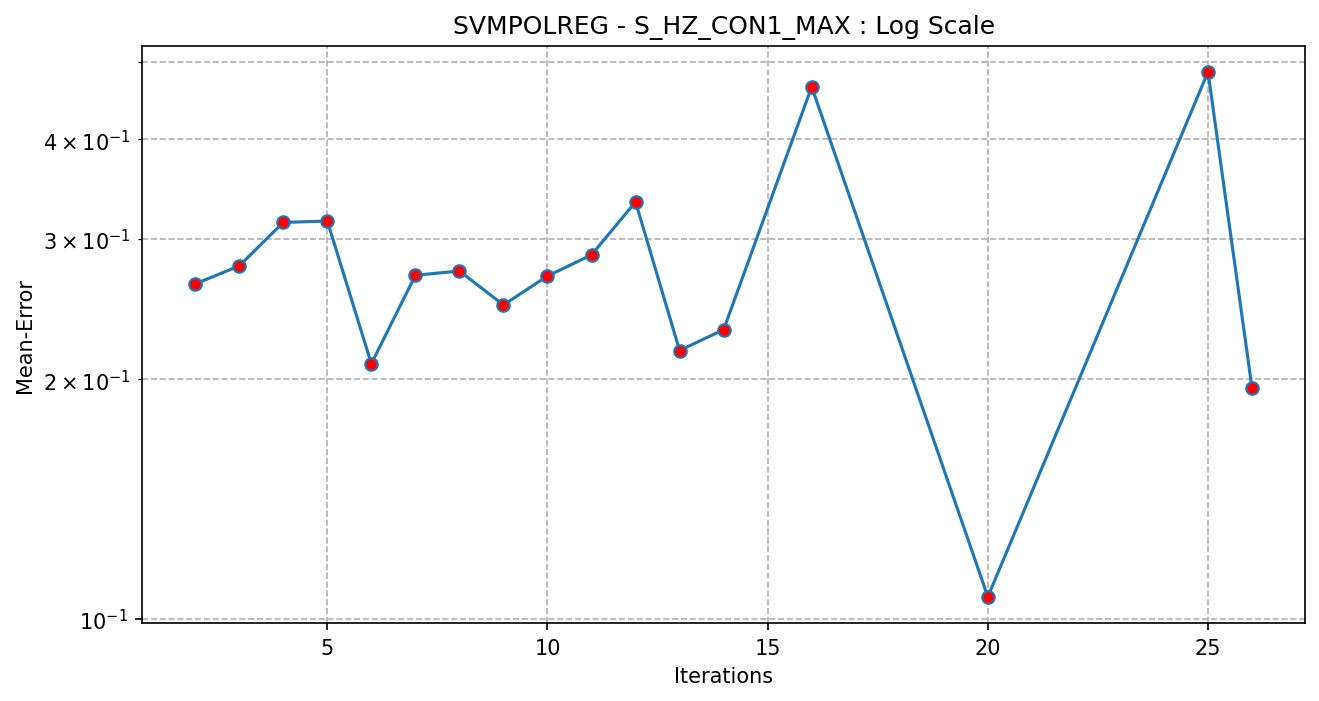 SVMPOLREG - S_HZ_CON1_MAX : Log Scale
Mean-Error
4 × 10⁻¹
3 × 10⁻¹
2 × 10⁻¹
10⁻¹
5 10 15 20 25
Iterations